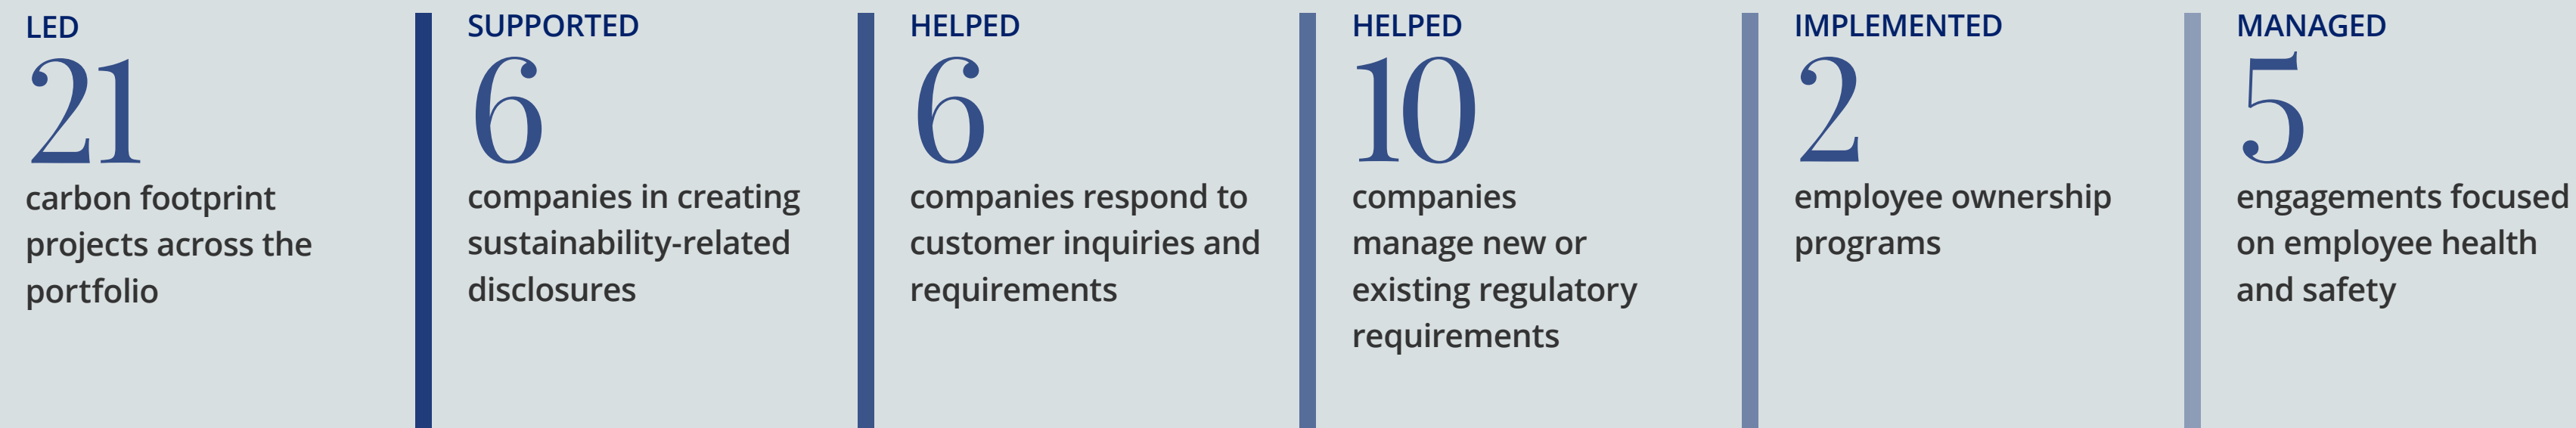 LED
21
carbon footprint
projects across the
portfolio
SUPPORTED
6
companies in creating
sustainability-related
disclosures
HELPED
6
companies respond to
customer inquiries and
requirements
HELPED
10
companies
manage new or
existing regulatory
requirements
IMPLEMENTED
2
employee ownership
programs
MANAGED
5
engagements focused
on employee health
and safety